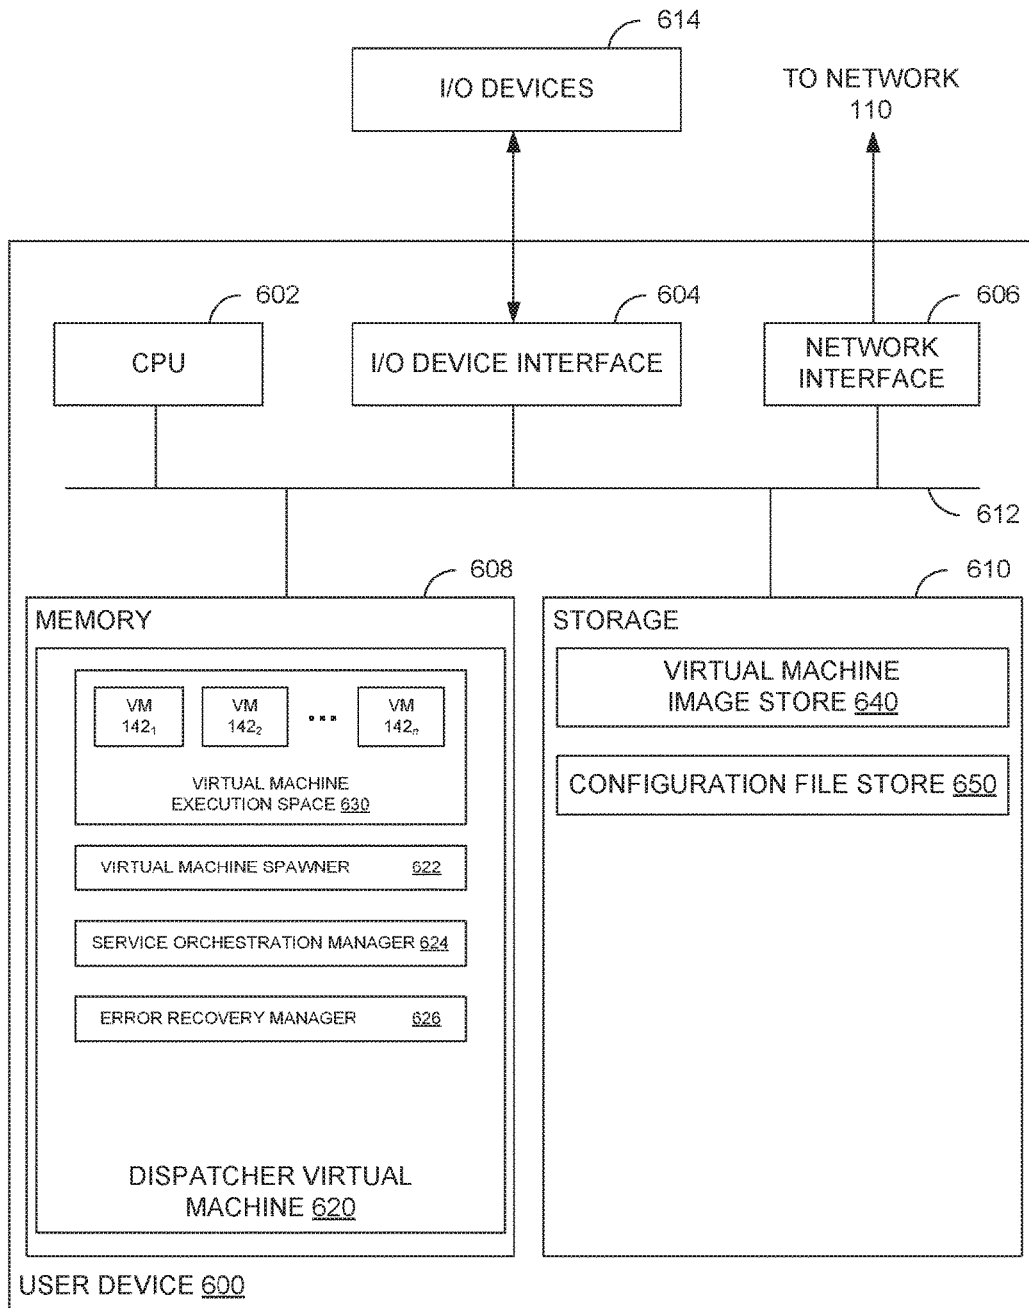 614
I/O DEVICES
TO NETWORK
110
602
CPU
604
I/O DEVICE INTERFACE
606
NETWORK
INTERFACE
612
608
MEMORY
VM
142₁
VM
142₂
...
VM
142ₙ
VIRTUAL MACHINE
EXECUTION SPACE 630
VIRTUAL MACHINE SPAWNER 622
SERVICE ORCHESTRATION MANAGER 624
ERROR RECOVERY MANAGER 626
DISPATCHER VIRTUAL
MACHINE 620
610
STORAGE
VIRTUAL MACHINE
IMAGE STORE 640
CONFIGURATION FILE STORE 650
USER DEVICE 600